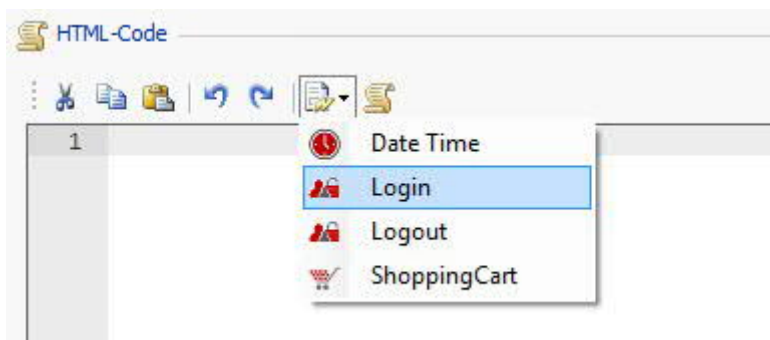 HTML-Code
1
Date Time
Login
Logout
ShoppingCart